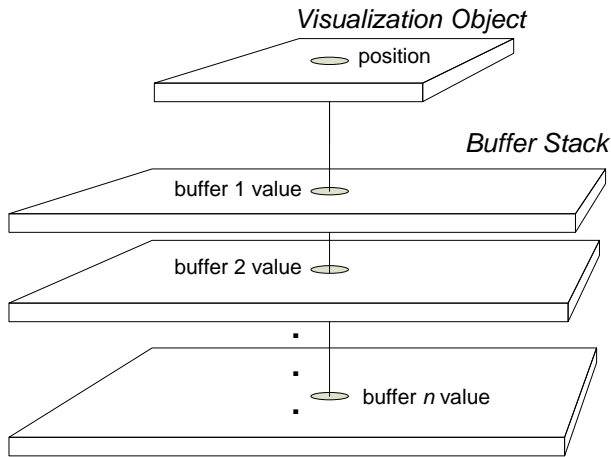 Visualization Object
position
Buffer Stack
buffer 1 value
buffer 2 value
buffer n value